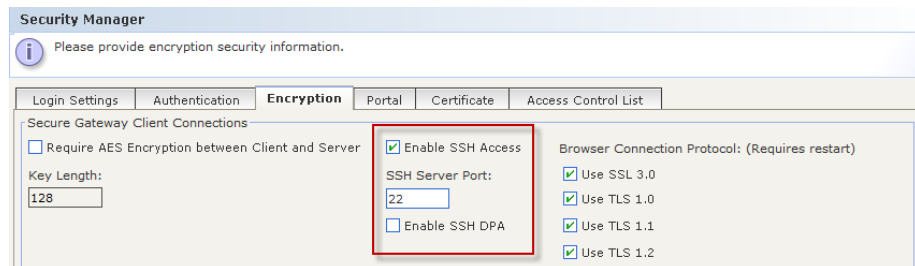 Security Manager
i
Please provide encryption security information.
Login Settings Authentication Encryption Portal Certificate Access Control List
Secure Gateway Client Connections
Require AES Encryption between Client and Server Enable SSH Access Browser Connection Protocol: (Requires restart)
Key Length: SSH Server Port: Use SSL 3.0
128 22 Use TLS 1.0
Enable SSH DPA Use TLS 1.1
Use TLS 1.2